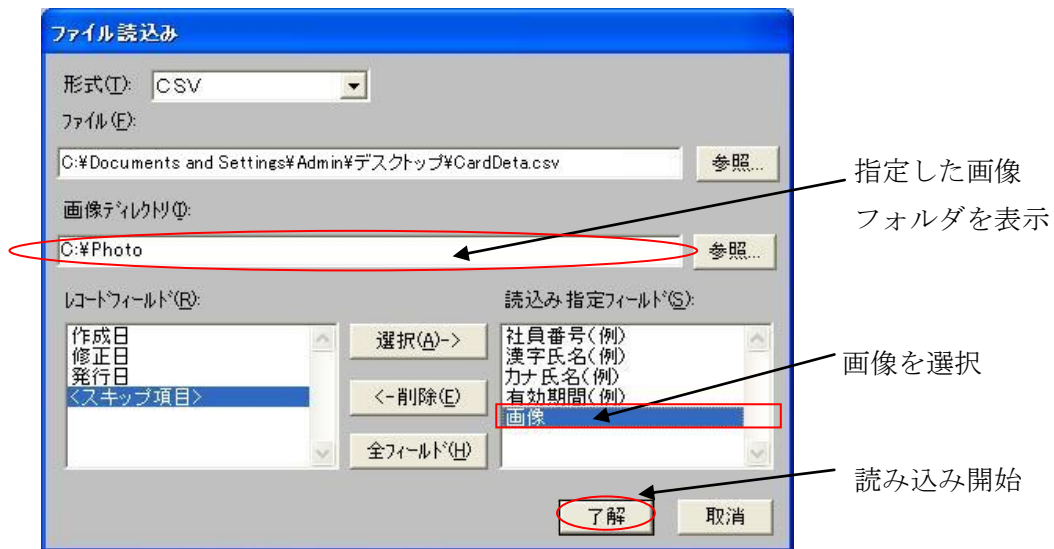 ファイル読込み
形式(T): CSV
ファイル(F):
C:¥Documents and Settings¥Admin¥デスクトップ¥CardDeta.csv 参照...
指定した画像
フォルダを表示
画像ディレクトリ(I):
C:¥Photo 参照...
レコードフィールド(R):
読込み指定フィールド(S):
作成日
修正日
発行日
<スキップ項目>
選択(A)->
<-削除(E)
全フィールド(H)
社員番号(例)
漢字氏名(例)
カナ氏名(例)
有効期間(例)
画像
画像を選択
読み込み開始
了解 取消